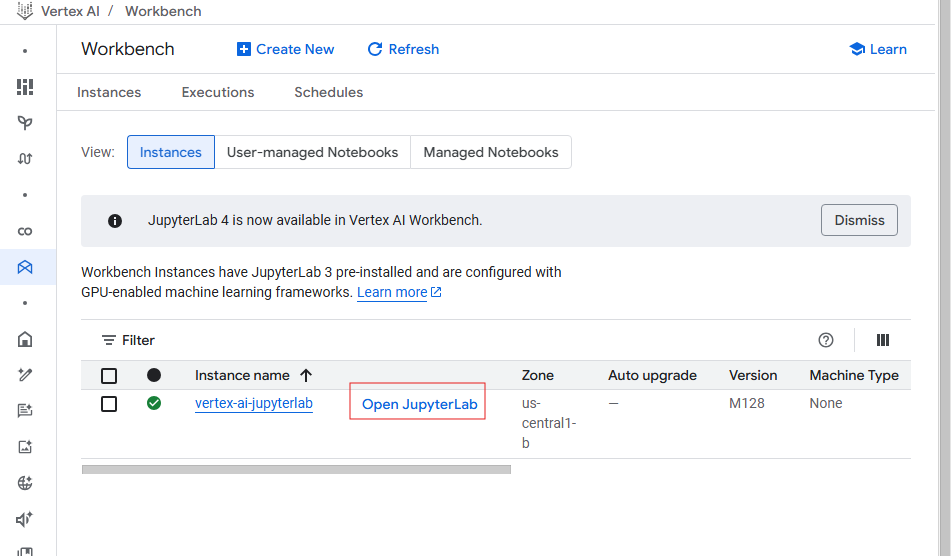 Vertex AI / Workbench
Workbench Create New Refresh Learn
Instances Executions Schedules
View: Instances User-managed Notebooks Managed Notebooks
JupyterLab 4 is now available in Vertex AI Workbench. Dismiss
Workbench Instances have JupyterLab 3 pre-installed and are configured with
GPU-enabled machine learning frameworks. Learn more
Filter
Instance name Zone Auto upgrade Version Machine Type
vertex-ai-jupyterlab Open JupyterLab us- — M128 None
central1-
b